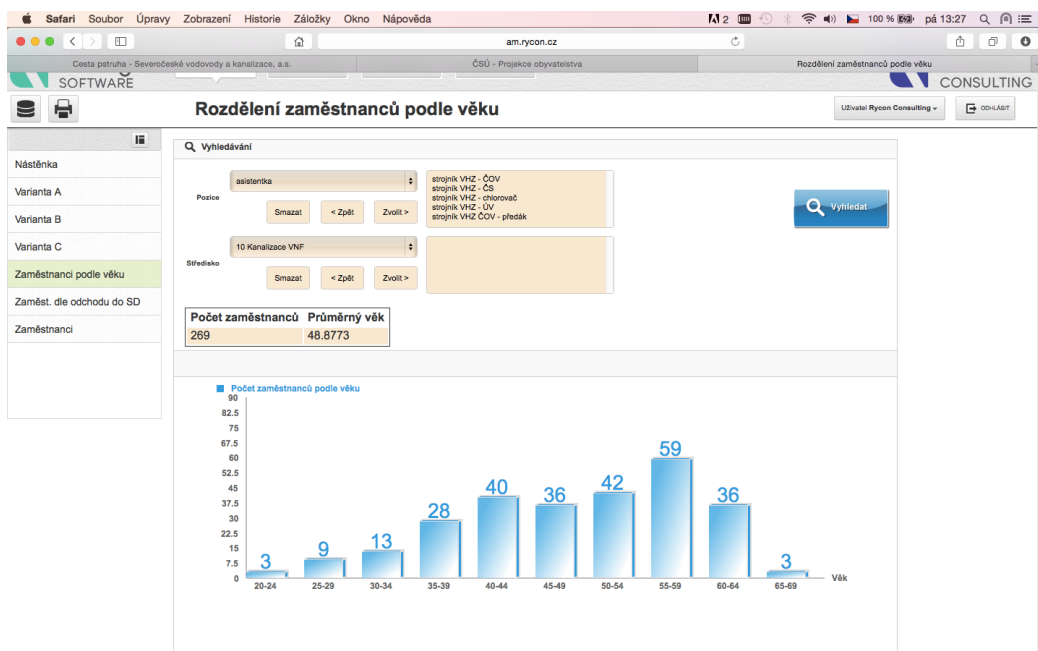 Safari Soubor Úpravy Zobrazení Historie Záložky Okno Nápověda 2 100 % pá 13:27
am.rycon.cz
Cesta pstruha - Severočeské vodovody a kanalizace, a.s. ČSÚ - Projekce obyvatelstva Rozdělení zaměstnanců podle věku
SOFTWARE CONSULTING
Rozdělení zaměstnanců podle věku Uživatel Rycon Consulting ODHLÁSIT
Nástěnka
Varianta A
Varianta B
Varianta C
Zaměstnanci podle věku
Zaměst. dle odchodu do SD
Zaměstnanci
Vyhledávání
Pozice
asistentka
Smazat < Zpět Zvolit >
strojník VHZ - ČOV
strojník VHZ - ČS
strojník VHZ - chlorovač
strojník VHZ - ÚV
strojník VHZ ČOV - předák
Vyhledat
Středisko
10 Kanalizace VNF
Smazat < Zpět Zvolit >
Počet zaměstnanců Průměrný věk
269 48.8773
Počet zaměstnanců podle věku
90
82.5
75
67.5
60
52.5
45
37.5
30
22.5
15
7.5
0
3 9 13 28 40 36 42 59 36 3
20-24 25-29 30-34 35-39 40-44 45-49 50-54 55-59 60-64 65-69
Věk